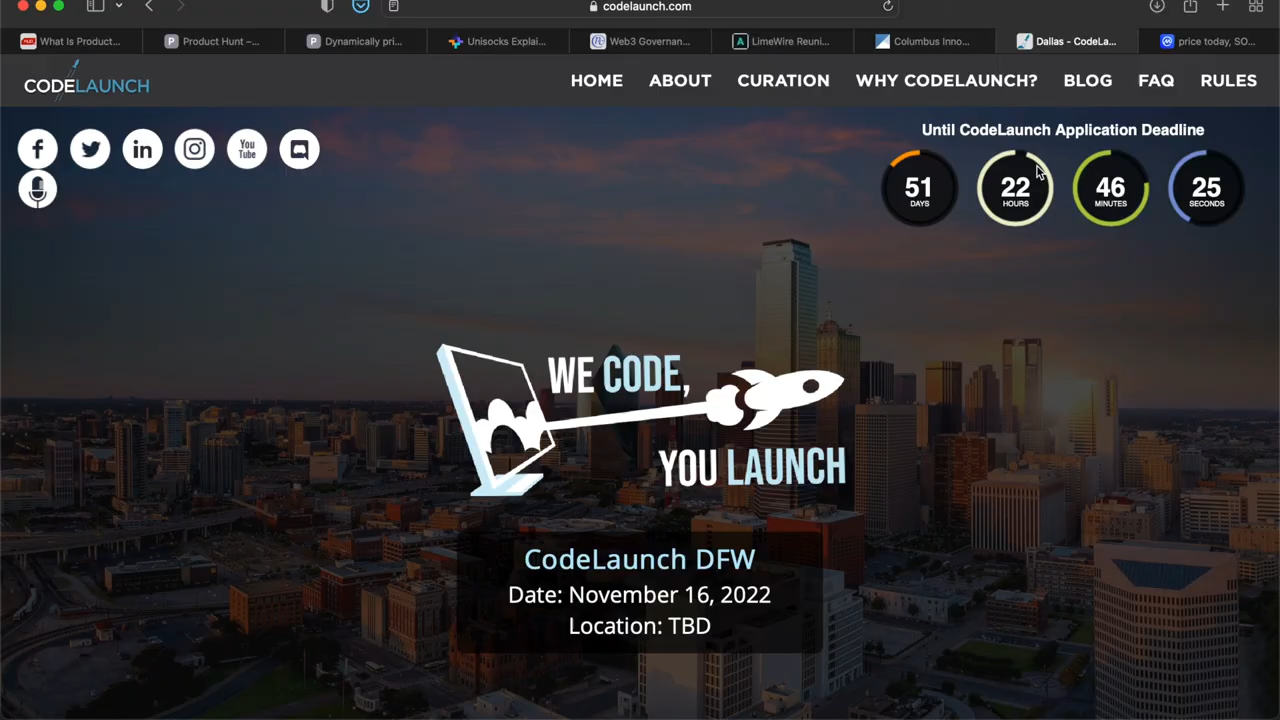 codelaunch.com
What Is Product...
Product Hunt –...
Dynamically pri...
Unisocks Explai...
Web3 Governan...
LimeWire Reuni...
Columbus Inno...
Dallas - CodeLa...
price today, SO...
CODELAUNCH
HOME
ABOUT
CURATION
WHY CODELAUNCH?
BLOG
FAQ
RULES
Until CodeLaunch Application Deadline
You Tube
51
DAYS
22
HOURS
46
MINUTES
25
SECONDS
WE CODE,
YOU LAUNCH
CodeLaunch DFW
Date: November 16, 2022
Location: TBD